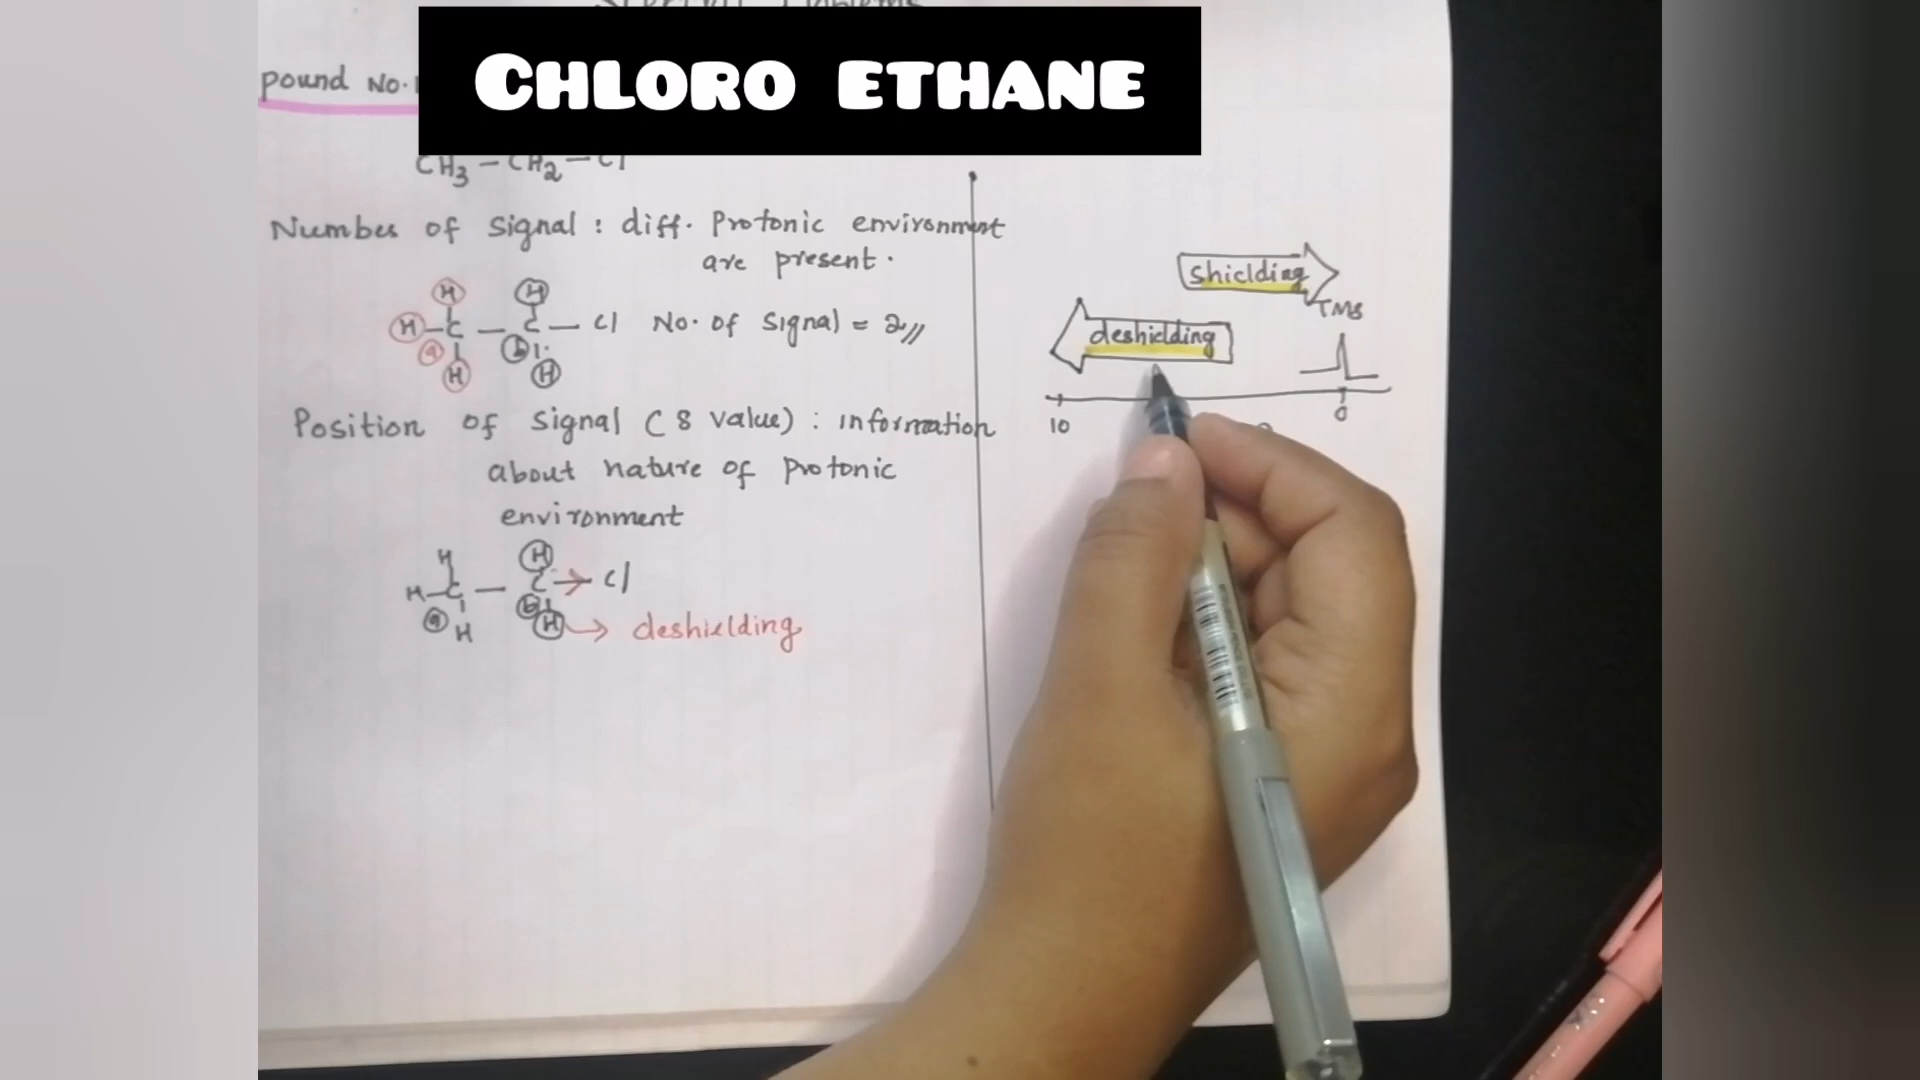 CHLORO ETHANE
pound No.1
CH3 - CH2 - Cl
Number of signal : diff. Protonic environment
are present.
H H
H - C - C - Cl No. of signal = 2//
a b
H H
Position of signal ( δ value) : information
about nature of protonic
environment
H H
H - C - C → Cl
a b
H H → deshielding
shielding
TMS
deshielding
10 0